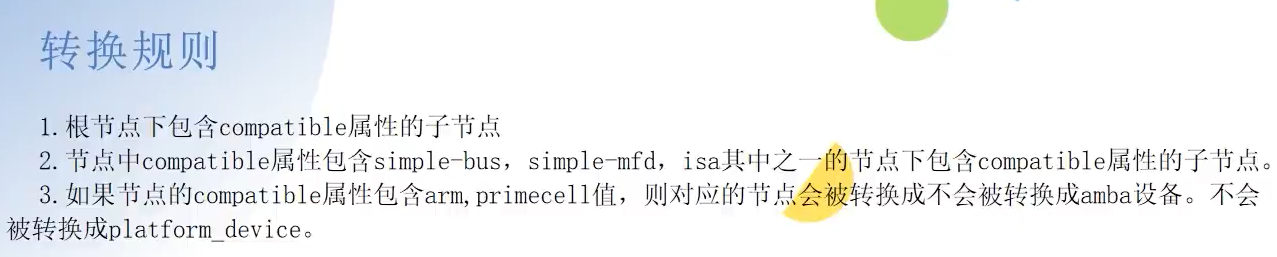 转换规则
1.根节点下包含compatible属性的子节点
2.节点中compatible属性包含simple-bus，simple-mfd，isa其中之一的节点下包含compatible属性的子节点。
3.如果节点的compatible属性包含arm,primecell值，则对应的节点会被转换成不会被转换成amba设备。不会
被转换成platform_device。